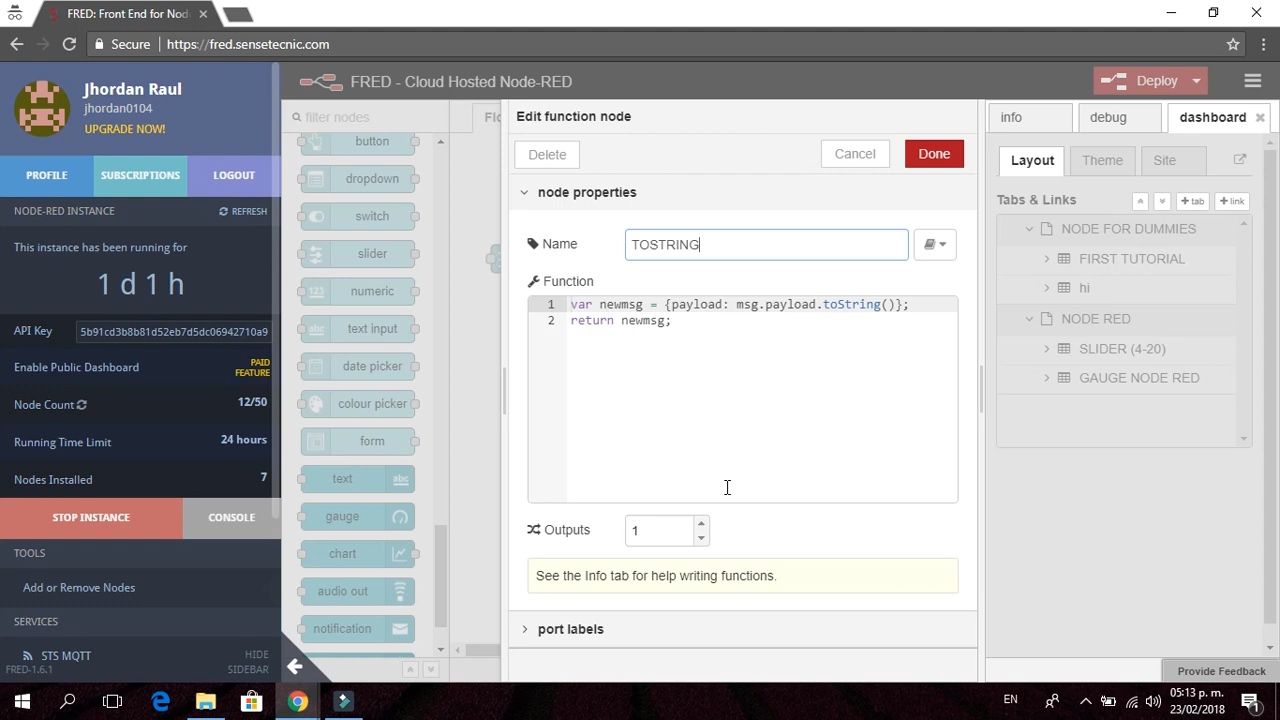 FRED: Front End for Nod
Secure
https://fred.sensetecnic.com
Jhordan Raul
jhordan0104
UPGRADE NOW!
FRED - Cloud Hosted Node-RED
Deploy
PROFILE
SUBSCRIPTIONS
LOGOUT
NODE-RED INSTANCE
REFRESH
This instance has been running for
1 d 1 h
API Key
5b91cd3b8b81d52eb7d5dc06942710a9
Enable Public Dashboard
PAID
FEATURE
Node Count
12/50
Running Time Limit
24 hours
Nodes Installed
7
STOP INSTANCE
CONSOLE
TOOLS
Add or Remove Nodes
SERVICES
STS MQTT
HIDE
FRED-1.6.1
SIDEBAR
filter nodes
button
dropdown
switch
slider
numeric
123
text input
abc
date picker
colour picker
form
text
abc
gauge
chart
audio out
notification
Flo
Edit function node
Delete
Cancel
Done
node properties
Name
TOSTRING
Function
1 var newmsg = {payload: msg.payload.toString()};
2 return newmsg;
Outputs
1
See the Info tab for help writing functions.
port labels
info
debug
dashboard
Layout
Theme
Site
Tabs & Links
+ tab
+ link
NODE FOR DUMMIES
FIRST TUTORIAL
hi
NODE RED
SLIDER (4-20)
GAUGE NODE RED
Provide Feedback
EN
05:13 p. m.
23/02/2018
1